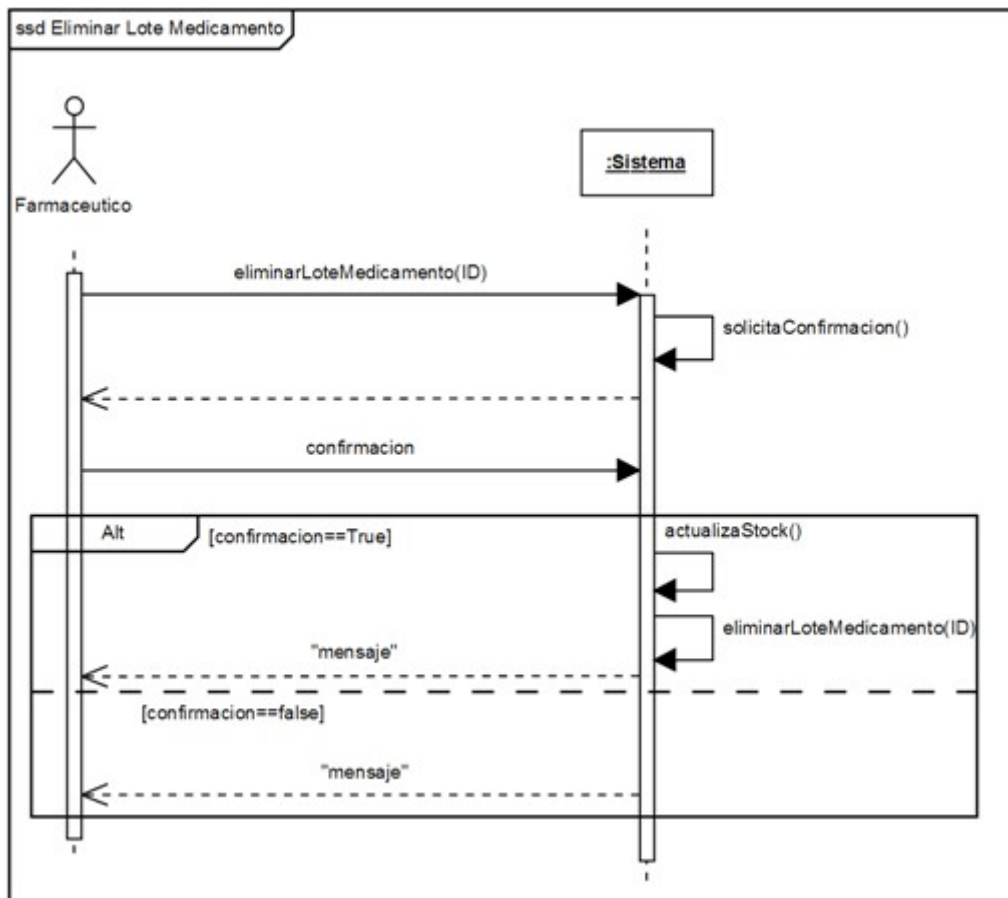 ssd Eliminar Lote Medicamento
:Sistema
Farmaceutico
eliminarLoteMedicamento(ID)
solicitaConfirmacion()
confirmacion
Alt
[confirmacion==True]
actualizaStock()
eliminarLoteMedicamento(ID)
"mensaje"
[confirmacion==false]
"mensaje"